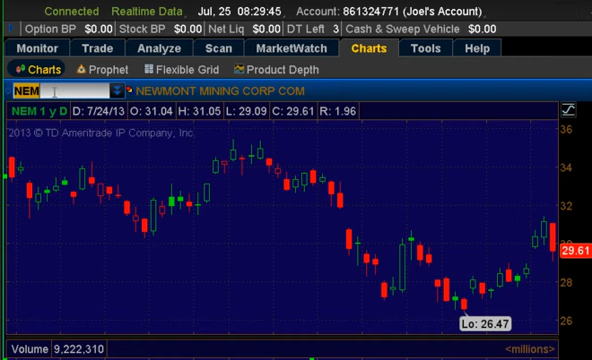 Connected Realtime Data Jul, 25 08:29:45 Account: 861324771 (Joel's Account)
Option BP $0.00 Stock BP $0.00 Net Liq $0.00 DT Left 3 Cash & Sweep Vehicle $0.00
Monitor Trade Analyze Scan MarketWatch Charts Tools Help
Charts Prophet Flexible Grid Product Depth
NEM NEWMONT MINING CORP COM
NEM 1 y D D: 7/24/13 O: 31.04 H: 31.05 L: 29.09 C: 29.61 R: 1.96
2013 © TD Ameritrade IP Company, Inc.
36
34
32
29.61
28
Lo: 26.47
26
Volume 9,222,310 <millions>